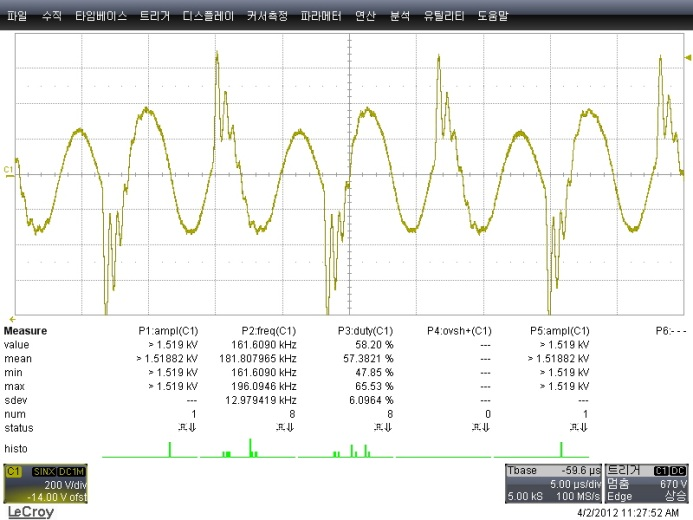 파일 수직 타임베이스 트리거 디스플레이 커서측정 파라메터 연산 분석 유틸리티 도움말
C1
Measure P1:ampl(C1) P2:freq(C1) P3:duty(C1) P4:ovsh+(C1) P5:ampl(C1) P6:- - -
value > 1.519 kV 161.6090 kHz 58.20 % --- > 1.519 kV
mean > 1.51882 kV 181.807965 kHz 57.3821 % --- > 1.51882 kV
min > 1.519 kV 161.6090 kHz 47.85 % --- > 1.519 kV
max > 1.519 kV 196.0946 kHz 65.53 % --- > 1.519 kV
sdev --- 12.979419 kHz 6.0964 % --- ---
num 1 8 8 0 1
status
histo
C1 SINX DC1M
200 V/div
-14.00 V ofst
Tbase -59.6 µs
5.00 µs/div
5.00 kS 100 MS/s
트리거 C1 DC
멈춤 670 V
Edge 상승
LeCroy
4/2/2012 11:27:52 AM